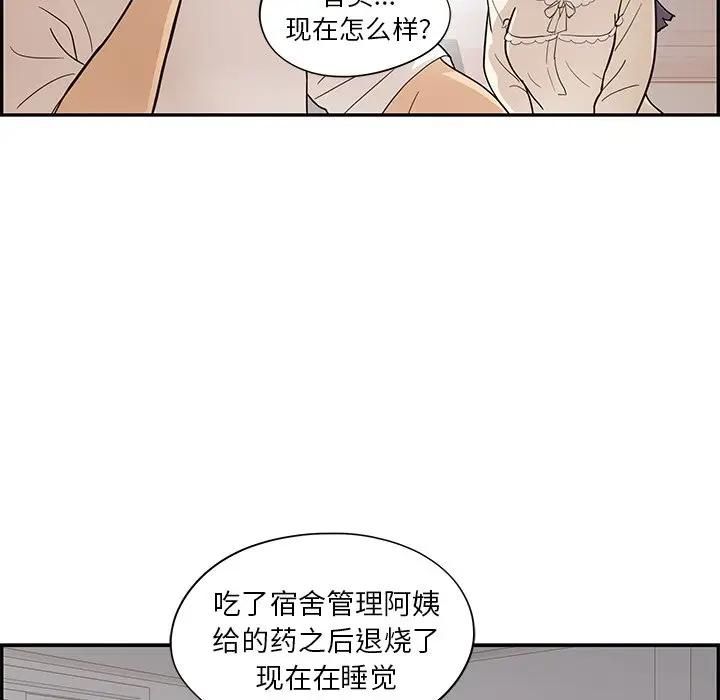 现在怎么样?
吃了宿舍管理阿姨
给的药之后退烧了
现在在睡觉